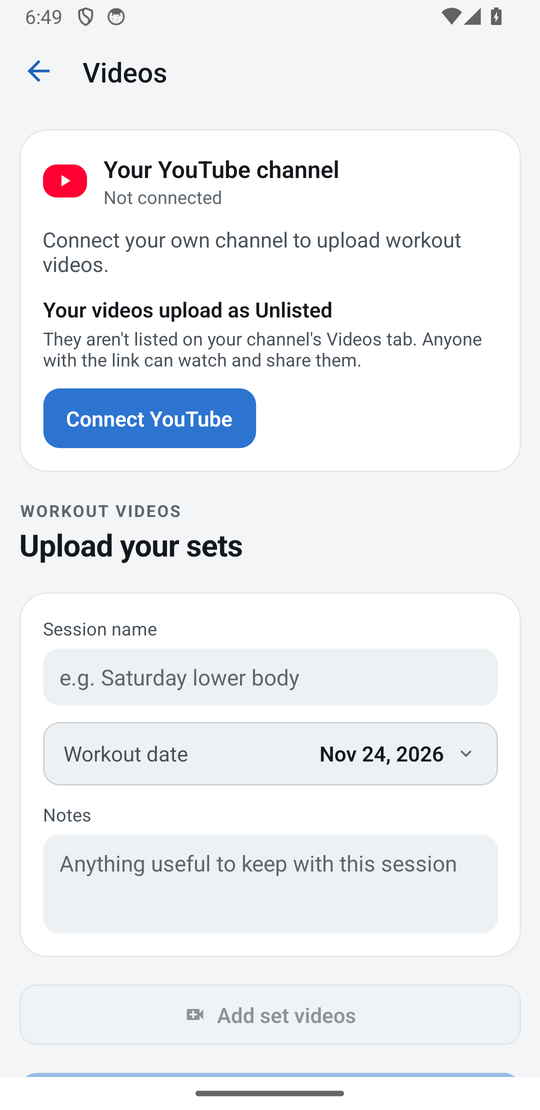 6:49
Videos
Your YouTube channel
Not connected
Connect your own channel to upload workout
videos.
Your videos upload as Unlisted
They aren't listed on your channel's Videos tab. Anyone
with the link can watch and share them.
Connect YouTube
WORKOUT VIDEOS
Upload your sets
Session name
e.g. Saturday lower body
Workout date Nov 24, 2026
Notes
Anything useful to keep with this session
Add set videos